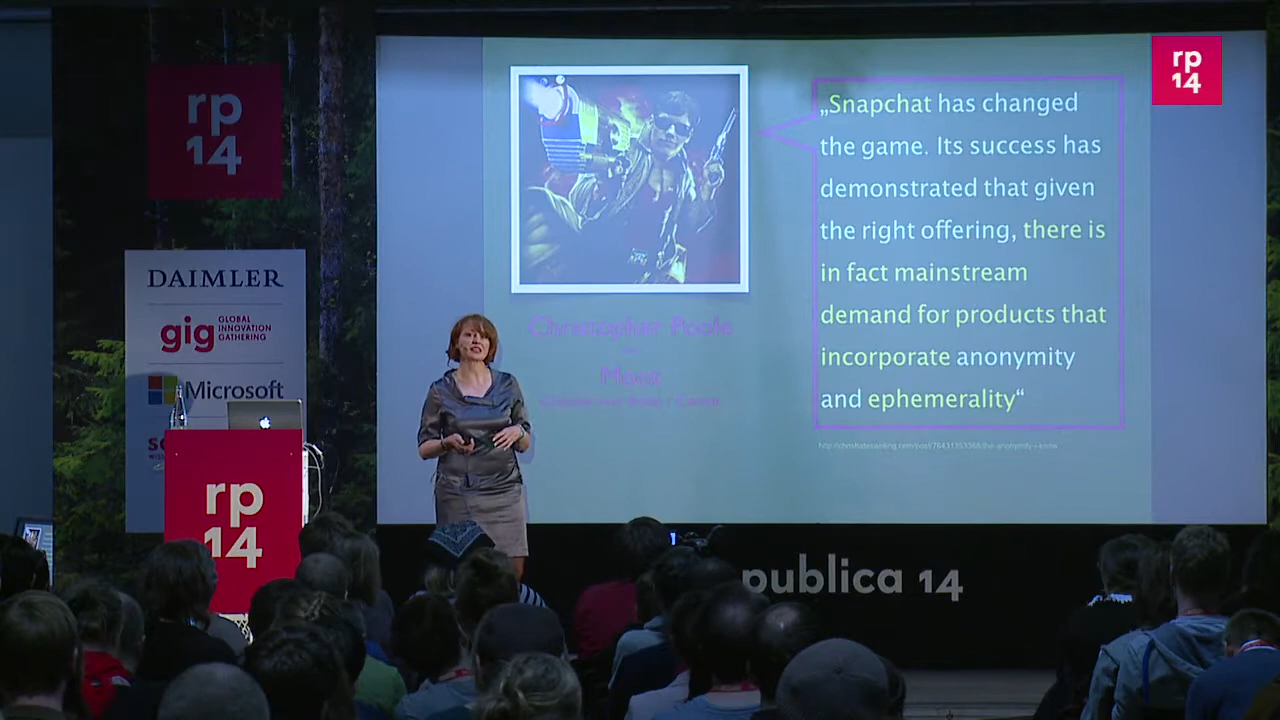 rp
14
rp
14
DAIMLER
gig GLOBAL
INNOVATION
GATHERING
Microsoft
rp
14
„Snapchat has changed
the game. Its success has
demonstrated that given
the right offering, there is
in fact mainstream
demand for products that
incorporate anonymity
and ephemerality“
Christopher Poole
publica 14